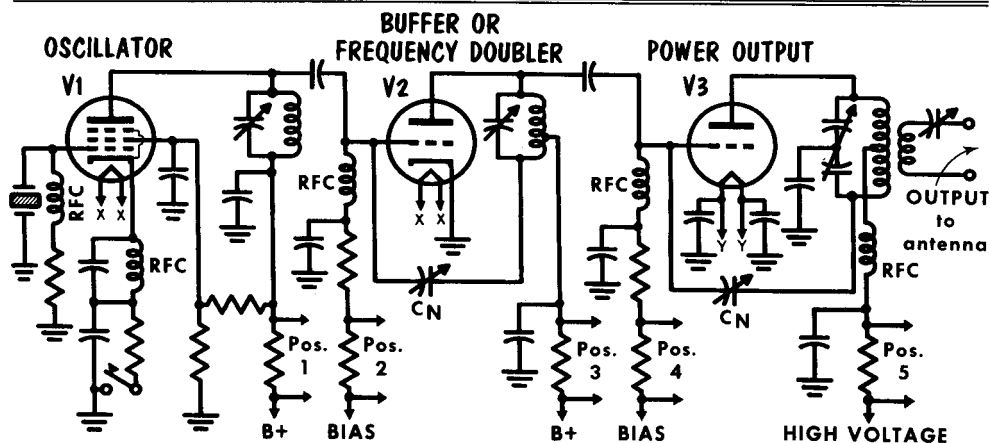 BUFFER OR
OSCILLATOR FREQUENCY DOUBLER POWER OUTPUT
V1 V2 V3
RFC
X X
RFC
RFC
X X
CN
RFC
Y Y
CN
RFC
OUTPUT
to
antenna
Pos.
1
Pos.
2
Pos.
3
Pos.
4
Pos.
5
B+ BIAS B+ BIAS HIGH VOLTAGE